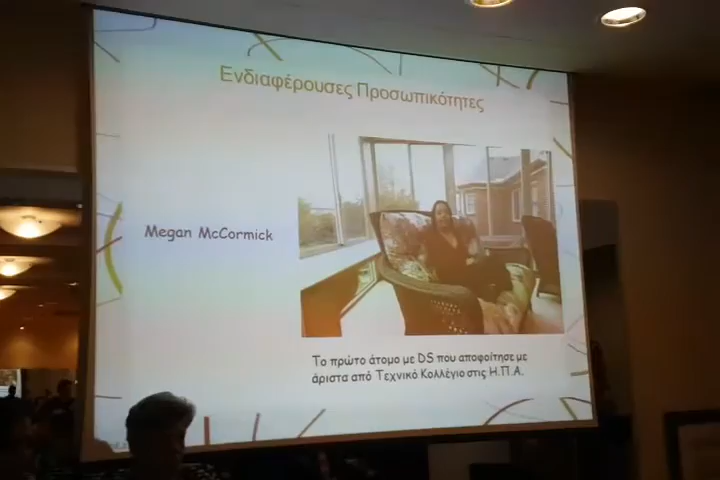 Ενδιαφέρουσες Προσωπικότητες
Megan McCormick
Το πρώτο άτομο με DS που αποφοίτησε με
άριστα από Τεχνικό Κολλέγιο στις Η.Π.Α.